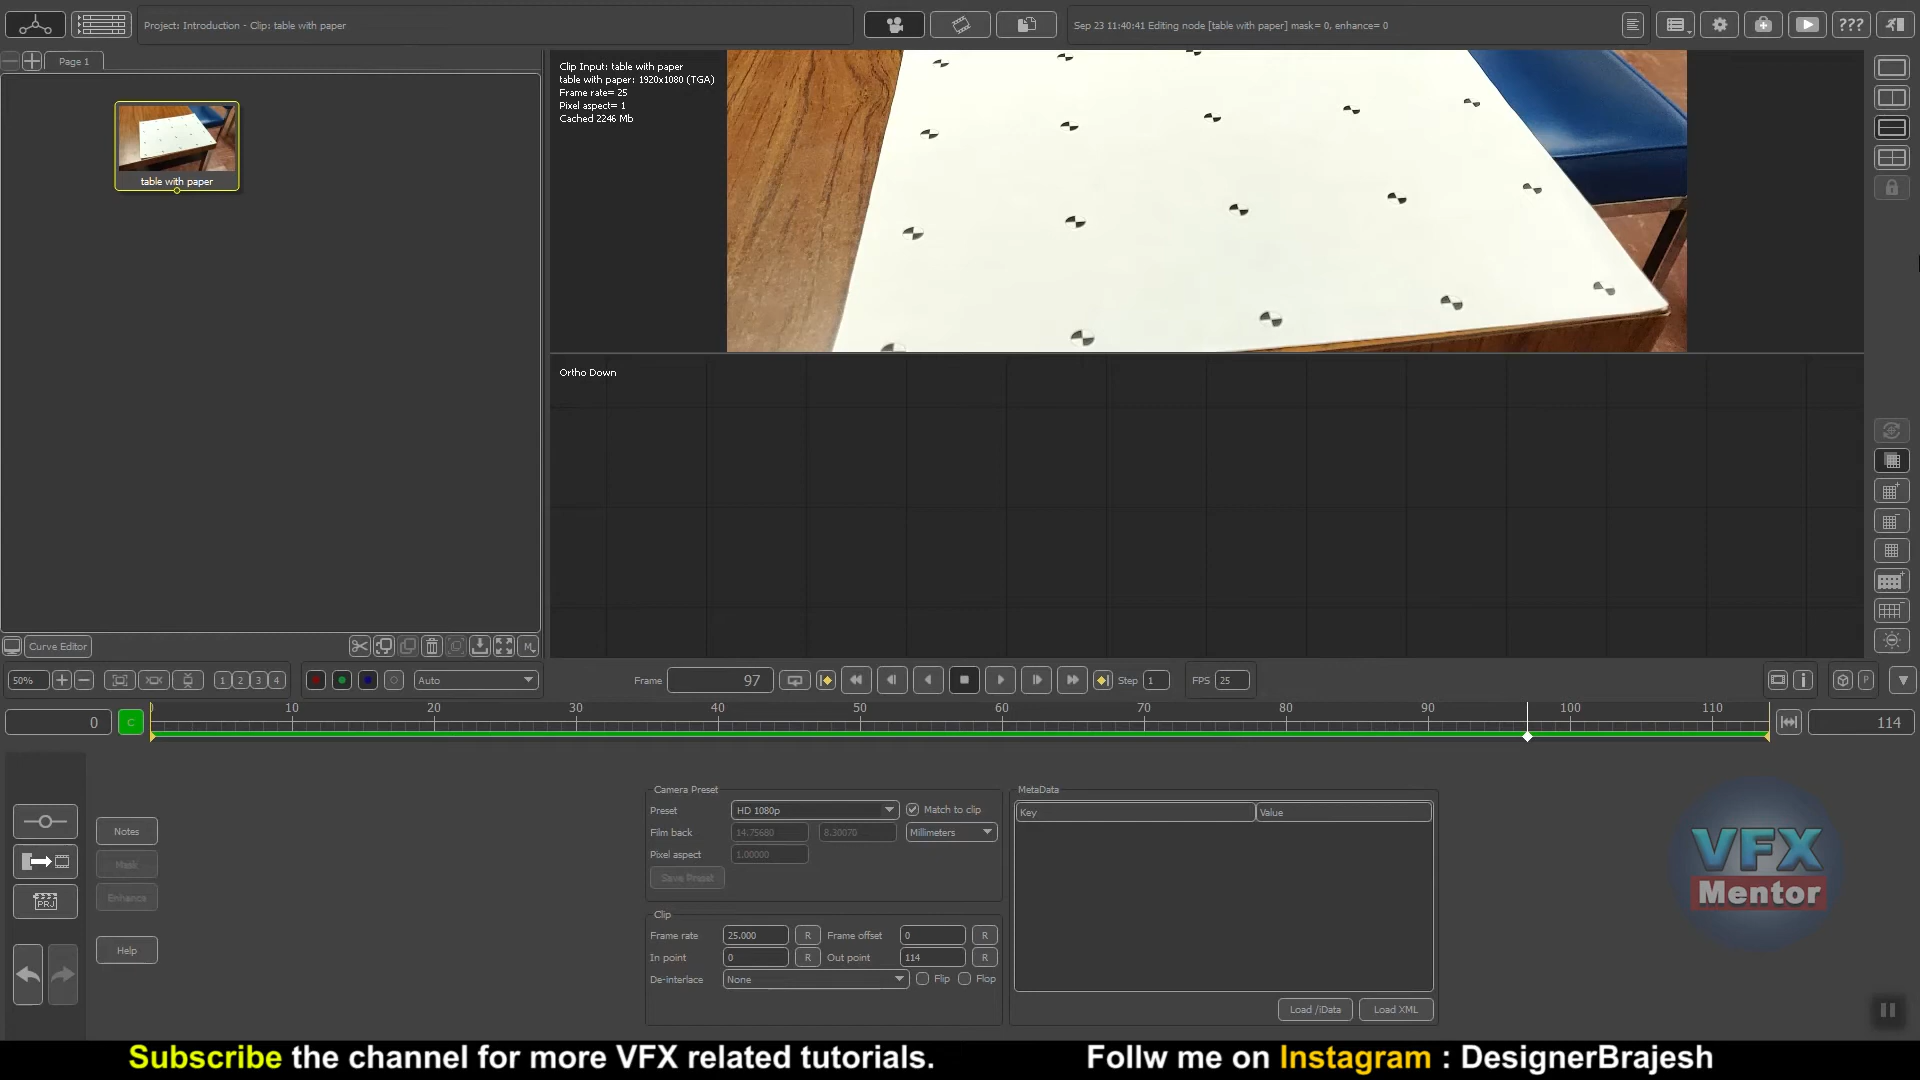 Project: Introduction - Clip: table with paper
Sep 23 11:40:41 Editing node [table with paper] mask= 0, enhance= 0
???
Page 1
table with paper
Clip Input: table with paper
table with paper: 1920x1080 (TGA)
Frame rate= 25
Pixel aspect= 1
Cached 2246 Mb
Ortho Down
Curve Editor
M
50%
1 2 3 4
Auto
Frame 97
Step 1
FPS 25
P
0 C 10 20 30 40 50 60 70 80 90 100 110 114
PRJ
Notes
Mask
Enhance
Help
Camera Preset
Preset HD 1080p Match to clip
Film back 14.75680 8.30070 Millimeters
Pixel aspect 1.00000
Save Preset
Clip
Frame rate 25.000 R Frame offset 0 R
In point 0 R Out point 114 R
De-interlace None Flip Flop
MetaData
Key Value
Load /iData Load XML
VFX
Mentor
Subscribe the channel for more VFX related tutorials.
Follw me on Instagram : DesignerBrajesh